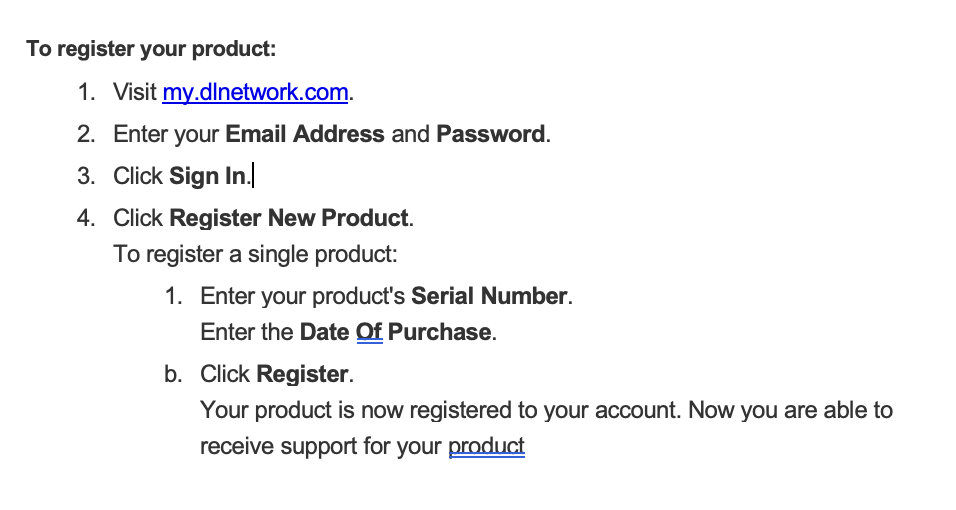 To register your product:
1. Visit my.dlnetwork.com.
2. Enter your Email Address and Password.
3. Click Sign In.
4. Click Register New Product.
To register a single product:
1. Enter your product's Serial Number.
Enter the Date Of Purchase.
b. Click Register.
Your product is now registered to your account. Now you are able to
receive support for your product